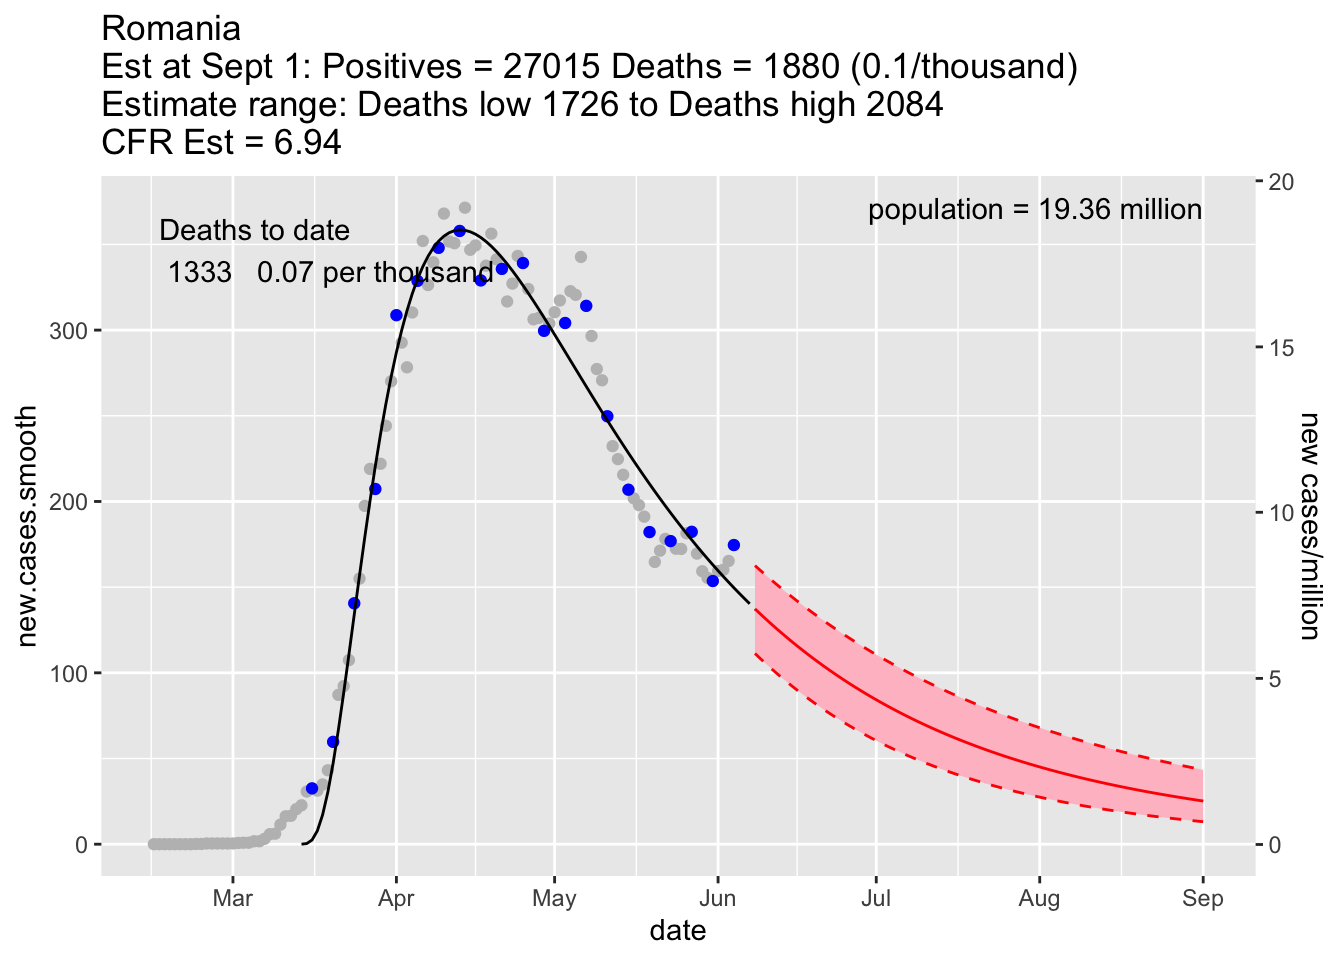 Romania
Est at Sept 1: Positives = 27015 Deaths = 1880 (0.1/thousand)
Estimate range: Deaths low 1726 to Deaths high 2084
CFR Est = 6.94
Deaths to date
1333 0.07 per thousand
population = 19.36 million
new.cases.smooth
300
200
100
0
20
15
10
5
0
new cases/million
Mar Apr May Jun Jul Aug Sep
date